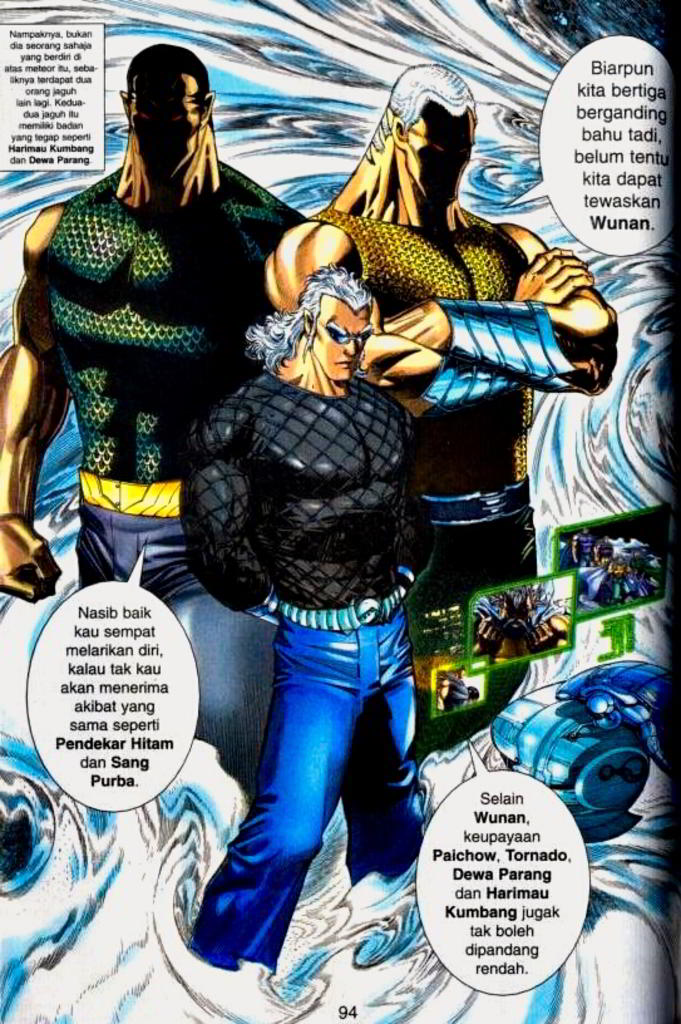 Nampaknya, bukan
dia seorang sahaja
yang berdiri di
atas meteor itu, seba-
liknya terdapat dua
orang jaguh
lain lagi. Kedua-
dua jaguh itu
memiliki badan
yang tegap seperti
Harimau Kumbang
dan Dewa Parang.
Biarpun
kita bertiga
berganding
bahu tadi,
belum tentu
kita dapat
tewaskan
Wunan.
Nasib baik
kau sempat
melarikan diri,
kalau tak kau
akan menerima
akibat yang
sama seperti
Pendekar Hitam
dan Sang
Purba.
Selain
Wunan,
keupayaan
Paichow, Tornado,
Dewa Parang
dan Harimau
Kumbang jugak
tak boleh
dipandang
rendah.
94